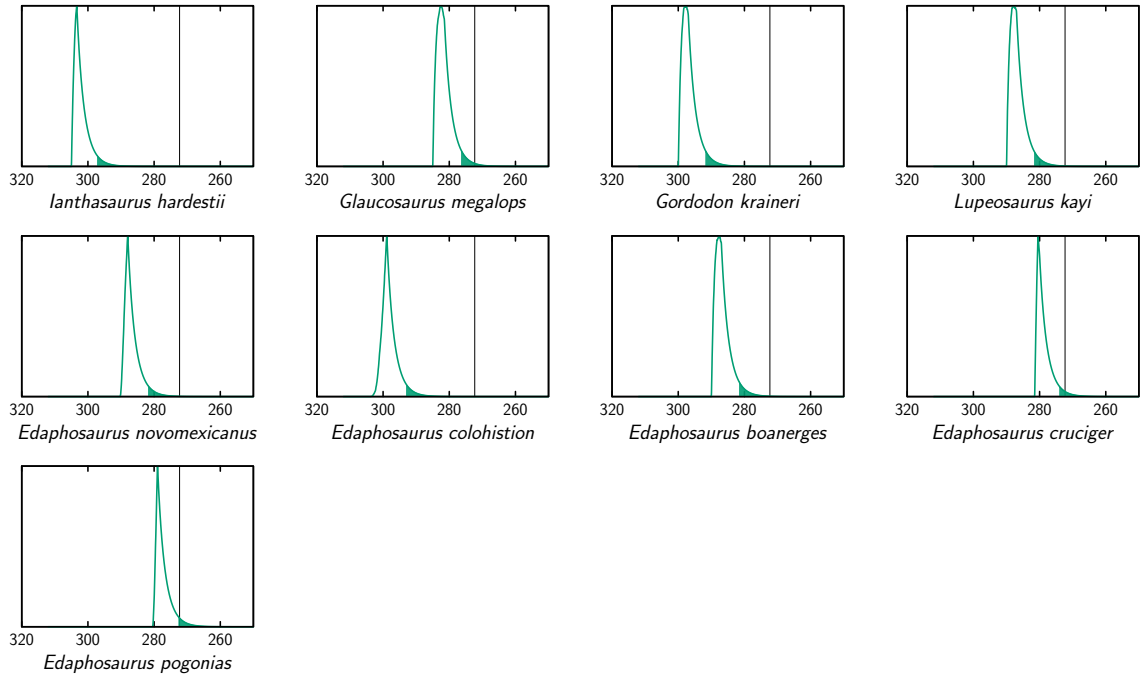 320 300 280 260
Ianthasaurus hardestii
320 300 280 260
Glaucosaurus megalops
320 300 280 260
Gordodon kraineri
320 300 280 260
Lupeosaurus kayi
320 300 280 260
Edaphosaurus novomexicanus
320 300 280 260
Edaphosaurus colohistion
320 300 280 260
Edaphosaurus boanerges
320 300 280 260
Edaphosaurus cruciger
320 300 280 260
Edaphosaurus pogonias